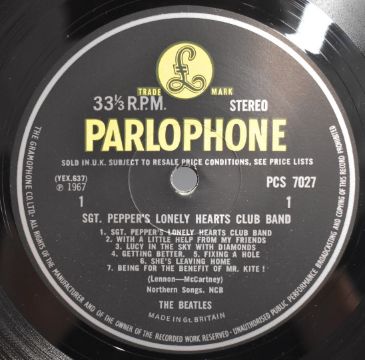 £
TRADE MARK
33⅓ R.P.M. STEREO
PARLOPHONE
SOLD IN U.K. SUBJECT TO RESALE PRICE CONDITIONS, SEE PRICE LISTS
(YEX.637) PCS 7027
℗ 1967
1 1
SGT. PEPPER'S LONELY HEARTS CLUB BAND
1. SGT. PEPPER'S LONELY HEARTS CLUB BAND
2. WITH A LITTLE HELP FROM MY FRIENDS
3. LUCY IN THE SKY WITH DIAMONDS
4. GETTING BETTER. 5. FIXING A HOLE
6. SHE'S LEAVING HOME
7. BEING FOR THE BENEFIT OF MR. KITE !
(Lennon—McCartney)
Northern Songs, NCB
THE BEATLES
MADE IN Gt. BRITAIN
THE GRAMOPHONE CO. LTD. ALL RIGHTS OF THE MANUFACTURER AND OF THE OWNER OF THE RECORDED WORK RESERVED · UNAUTHORISED PUBLIC PERFORMANCE BROADCASTING AND COPYING OF THIS RECORD PROHIBITED